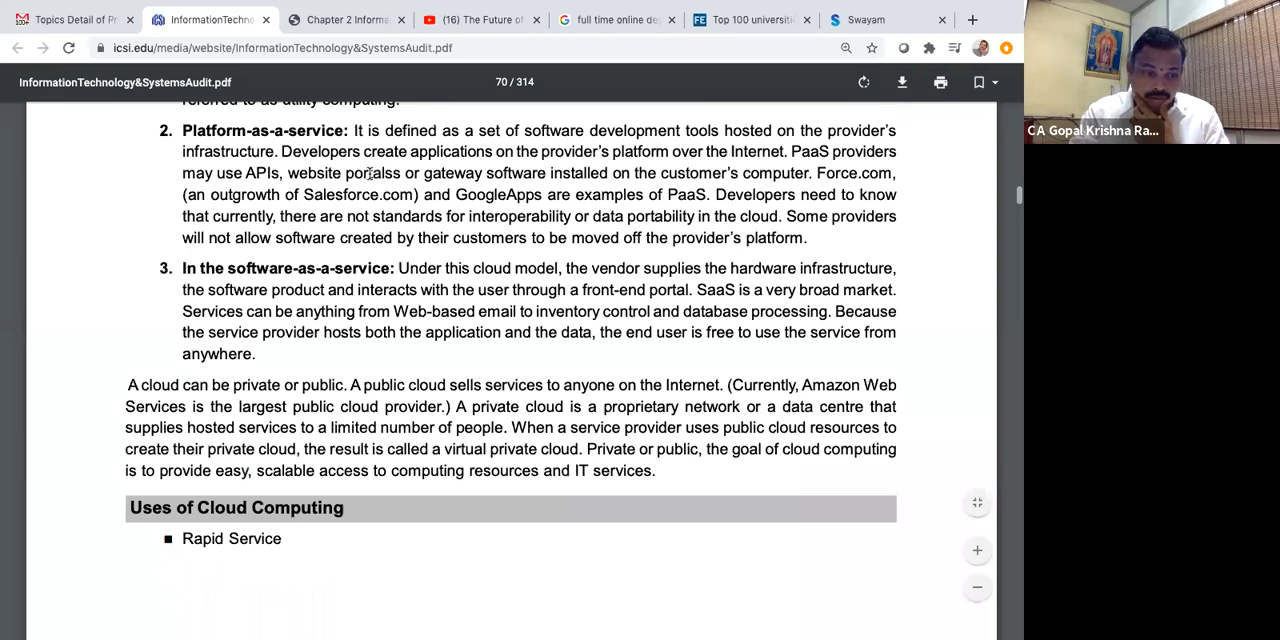 Topics Detail of Pr
InformationTechno
Chapter 2 Informa
(16) The Future of
full time online de
Top 100 universiti
Swayam
icsi.edu/media/website/InformationTechnology&SystemsAudit.pdf
InformationTechnology&SystemsAudit.pdf
70 / 314
CA Gopal Krishna Ra...
referred to as utility computing.
2. Platform-as-a-service: It is defined as a set of software development tools hosted on the provider's
infrastructure. Developers create applications on the provider's platform over the Internet. PaaS providers
may use APIs, website portalss or gateway software installed on the customer's computer. Force.com,
(an outgrowth of Salesforce.com) and GoogleApps are examples of PaaS. Developers need to know
that currently, there are not standards for interoperability or data portability in the cloud. Some providers
will not allow software created by their customers to be moved off the provider's platform.
3. In the software-as-a-service: Under this cloud model, the vendor supplies the hardware infrastructure,
the software product and interacts with the user through a front-end portal. SaaS is a very broad market.
Services can be anything from Web-based email to inventory control and database processing. Because
the service provider hosts both the application and the data, the end user is free to use the service from
anywhere.
A cloud can be private or public. A public cloud sells services to anyone on the Internet. (Currently, Amazon Web
Services is the largest public cloud provider.) A private cloud is a proprietary network or a data centre that
supplies hosted services to a limited number of people. When a service provider uses public cloud resources to
create their private cloud, the result is called a virtual private cloud. Private or public, the goal of cloud computing
is to provide easy, scalable access to computing resources and IT services.
Uses of Cloud Computing
■ Rapid Service